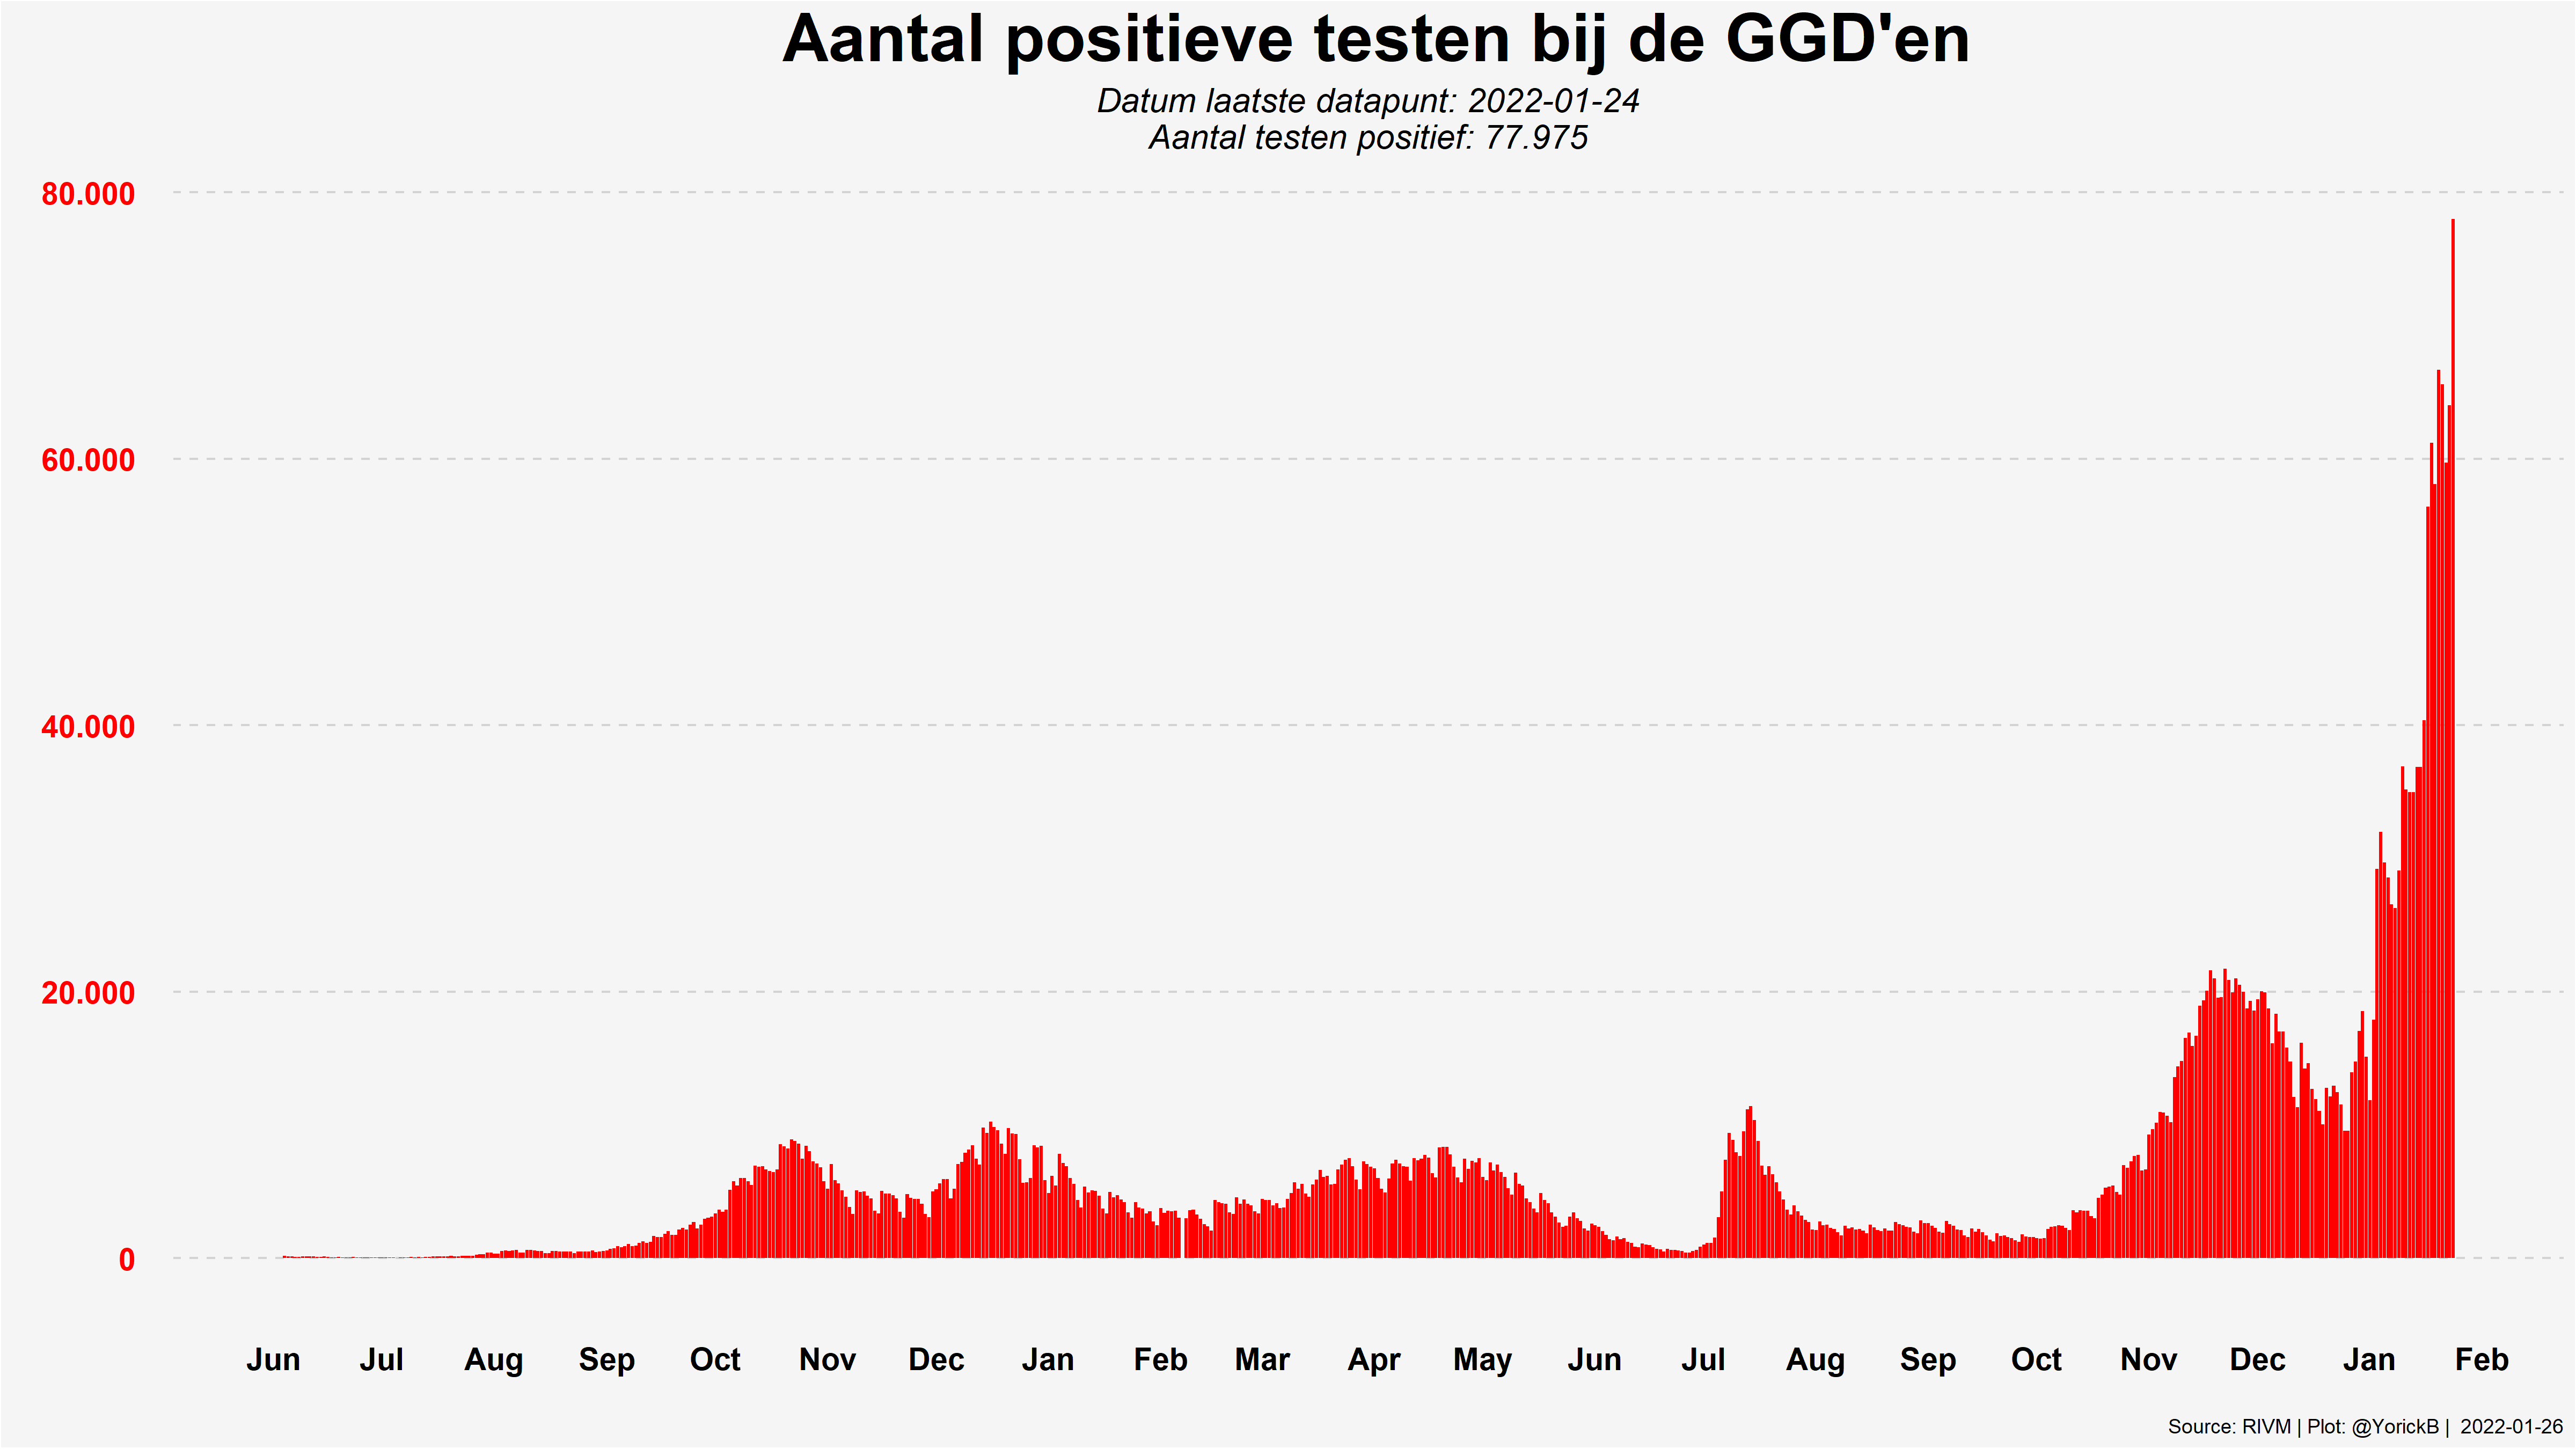 Aantal positieve testen bij de GGD'en
Datum laatste datapunt: 2022-01-24
Aantal testen positief: 77.975
80.000
60.000
40.000
20.000
0
Jun Jul Aug Sep Oct Nov Dec Jan Feb Mar Apr May Jun Jul Aug Sep Oct Nov Dec Jan Feb
Source: RIVM | Plot: @YorickB | 2022-01-26